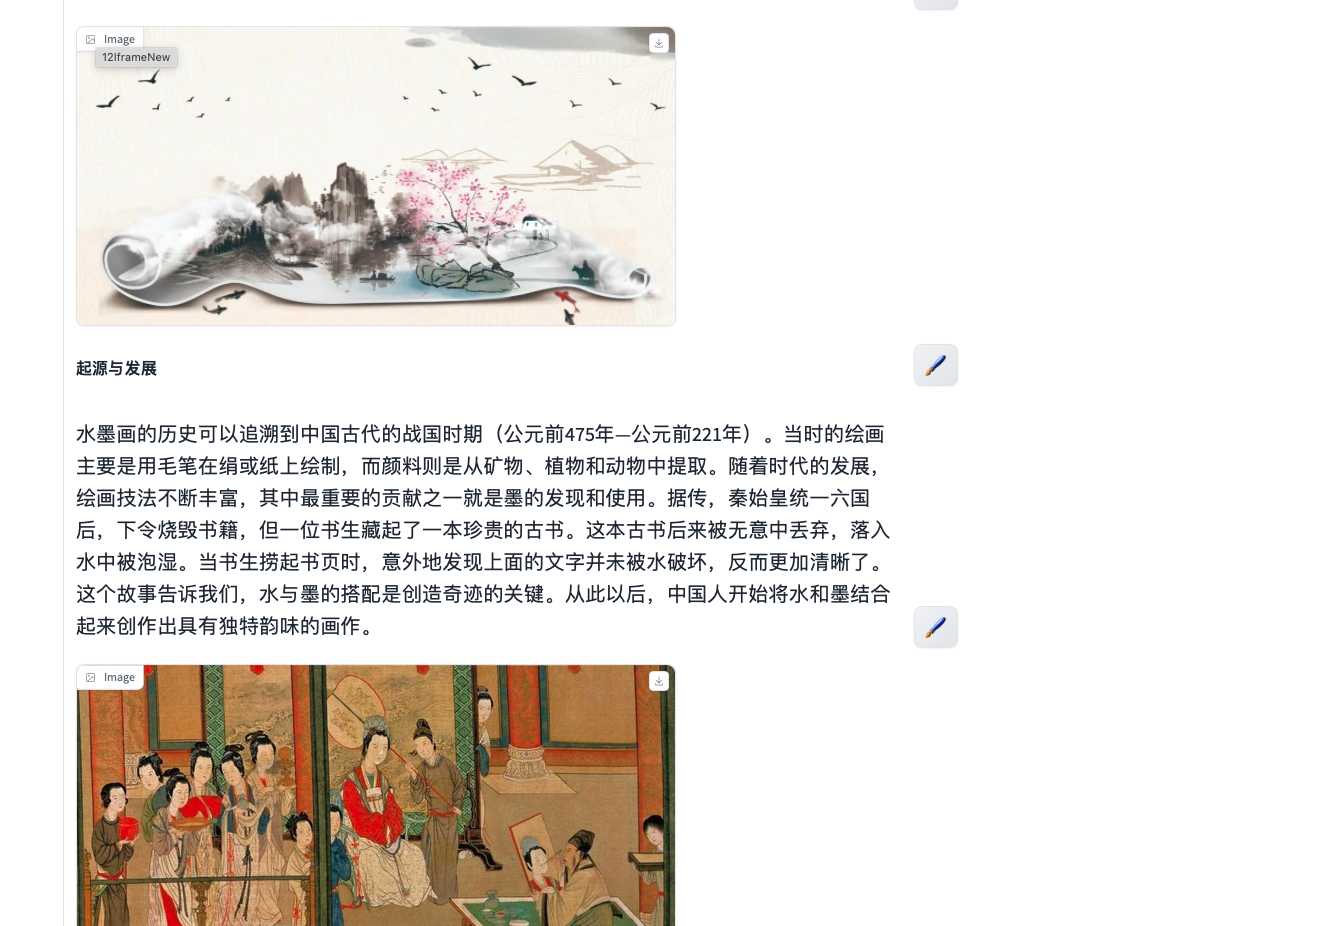 Image
12IframeNew
起源与发展
水墨画的历史可以追溯到中国古代的战国时期（公元前475年—公元前221年）。当时的绘画
主要是用毛笔在绢或纸上绘制，而颜料则是从矿物、植物和动物中提取。随着时代的发展，
绘画技法不断丰富，其中最重要的贡献之一就是墨的发现和使用。据传，秦始皇统一六国
后，下令烧毁书籍，但一位书生藏起了一本珍贵的古书。这本古书后来被无意中丢弃，落入
水中被泡湿。当书生捞起书页时，意外地发现上面的文字并未被水破坏，反而更加清晰了。
这个故事告诉我们，水与墨的搭配是创造奇迹的关键。从此以后，中国人开始将水和墨结合
起来创作出具有独特韵味的画作。
Image